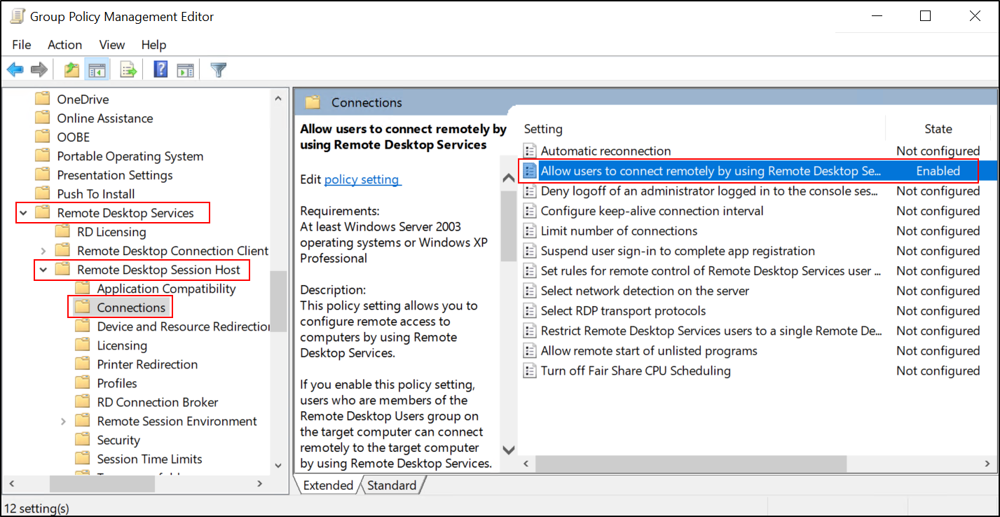 Group Policy Management Editor
File Action View Help
OneDrive
Online Assistance
OOBE
Portable Operating System
Presentation Settings
Push To Install
Remote Desktop Services
RD Licensing
Remote Desktop Connection Client
Remote Desktop Session Host
Application Compatibility
Connections
Device and Resource Redirection
Licensing
Printer Redirection
Profiles
RD Connection Broker
Remote Session Environment
Security
Session Time Limits
Connections
Allow users to connect remotely by
using Remote Desktop Services
Edit policy setting
Requirements:
At least Windows Server 2003
operating systems or Windows XP
Professional
Description:
This policy setting allows you to
configure remote access to
computers by using Remote
Desktop Services.
If you enable this policy setting,
users who are members of the
Remote Desktop Users group on
the target computer can connect
remotely to the target computer
by using Remote Desktop Services.
Setting State
Automatic reconnection Not configured
Allow users to connect remotely by using Remote Desktop Se... Enabled
Deny logoff of an administrator logged in to the console ses... Not configured
Configure keep-alive connection interval Not configured
Limit number of connections Not configured
Suspend user sign-in to complete app registration Not configured
Set rules for remote control of Remote Desktop Services user ... Not configured
Select network detection on the server Not configured
Select RDP transport protocols Not configured
Restrict Remote Desktop Services users to a single Remote De... Not configured
Allow remote start of unlisted programs Not configured
Turn off Fair Share CPU Scheduling Not configured
Extended Standard
12 setting(s)